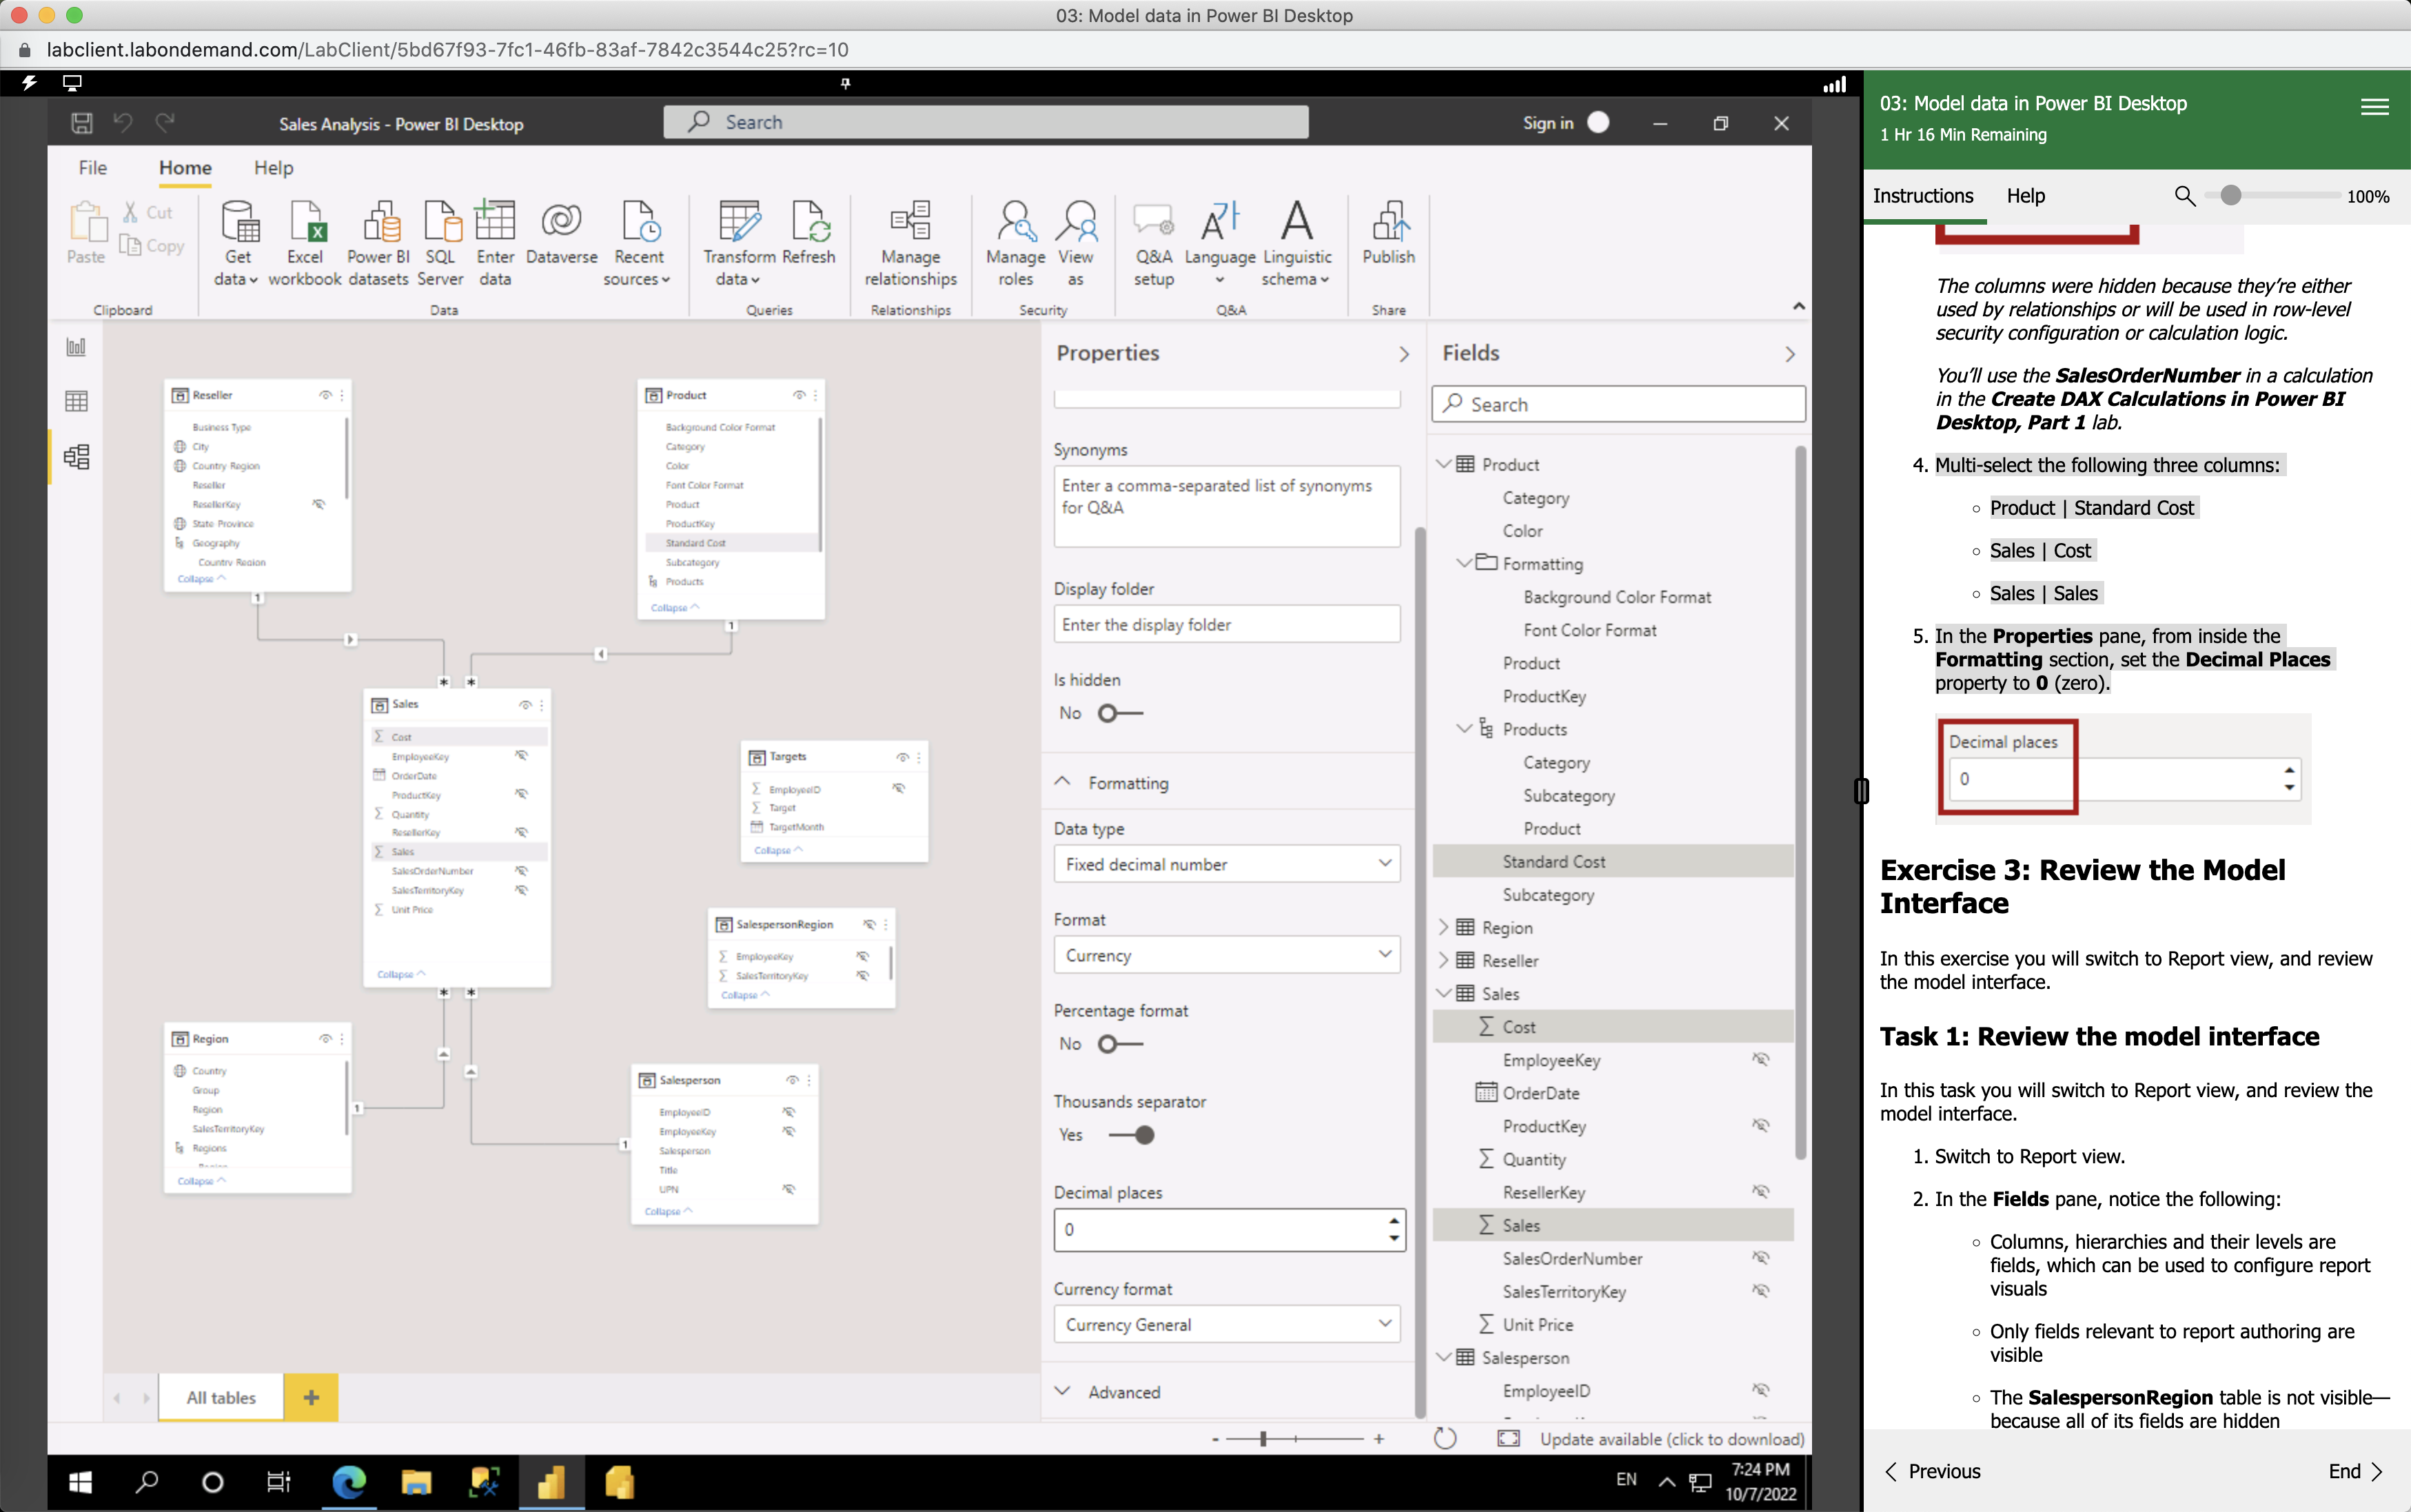 03: Model data in Power BI Desktop
labclient.labondemand.com/LabClient/5bd67f93-7fc1-46fb-83af-7842c3544c25?rc=10
Sales Analysis - Power BI Desktop
Search
Sign in
File
Home
Help
Paste
Cut
Copy
Clipboard
Get data
Excel workbook
Power BI datasets
SQL Server
Enter data
Dataverse
Recent sources
Data
Transform data
Refresh
Queries
Manage relationships
Relationships
Manage roles
View as
Security
Q&A setup
Language
Linguistic schema
Q&A
Publish
Share
Reseller
Business Type
City
Country Region
Reseller
ResellerKey
State Province
Geography
Country Region
Collapse
1
Product
Background Color Format
Category
Color
Font Color Format
Product
ProductKey
Standard Cost
Subcategory
Products
Collapse
1
*
*
Sales
Cost
EmployeeKey
OrderDate
ProductKey
Quantity
ResellerKey
Sales
SalesOrderNumber
SalesTerritoryKey
Unit Price
Collapse
*
*
Targets
EmployeeID
Target
TargetMonth
Collapse
SalespersonRegion
EmployeeKey
SalesTerritoryKey
Collapse
Region
Country
Group
Region
SalesTerritoryKey
Regions
Region
Collapse
1
Salesperson
EmployeeID
EmployeeKey
Salesperson
Title
UPN
Collapse
1
All tables
+
Properties
Synonyms
Enter a comma-separated list of synonyms
for Q&A
Display folder
Enter the display folder
Is hidden
No
Formatting
Data type
Fixed decimal number
Format
Currency
Percentage format
No
Thousands separator
Yes
Decimal places
0
Currency format
Currency General
Advanced
Fields
Search
Product
Category
Color
Formatting
Background Color Format
Font Color Format
Product
ProductKey
Products
Category
Subcategory
Product
Standard Cost
Subcategory
Region
Reseller
Sales
Cost
EmployeeKey
OrderDate
ProductKey
Quantity
ResellerKey
Sales
SalesOrderNumber
SalesTerritoryKey
Unit Price
Salesperson
EmployeeID
- +
Update available (click to download)
EN
7:24 PM
10/7/2022
03: Model data in Power BI Desktop
1 Hr 16 Min Remaining
Instructions
Help
100%
The columns were hidden because they’re either
used by relationships or will be used in row-level
security configuration or calculation logic.
You’ll use the SalesOrderNumber in a calculation
in the Create DAX Calculations in Power BI
Desktop, Part 1 lab.
4. Multi-select the following three columns:
◦ Product | Standard Cost
◦ Sales | Cost
◦ Sales | Sales
5. In the Properties pane, from inside the
Formatting section, set the Decimal Places
property to 0 (zero).
Decimal places
0
Exercise 3: Review the Model
Interface
In this exercise you will switch to Report view, and review
the model interface.
Task 1: Review the model interface
In this task you will switch to Report view, and review the
model interface.
1. Switch to Report view.
2. In the Fields pane, notice the following:
◦ Columns, hierarchies and their levels are
fields, which can be used to configure report
visuals
◦ Only fields relevant to report authoring are
visible
◦ The SalespersonRegion table is not visible—
because all of its fields are hidden
Previous
End